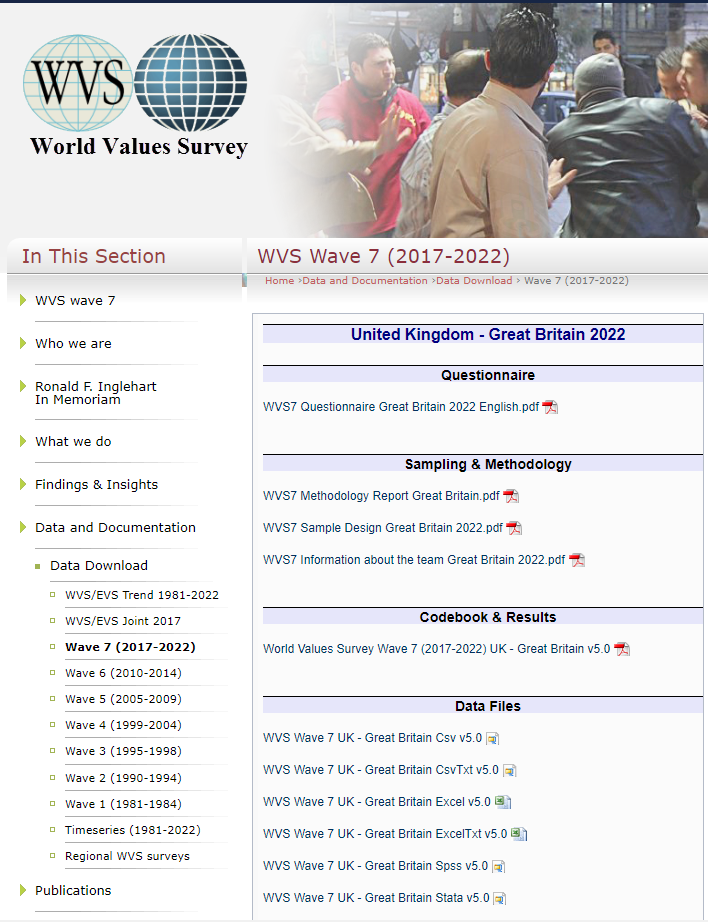 WVS
World Values Survey
In This Section
WVS wave 7
Who we are
Ronald F. Inglehart
In Memoriam
What we do
Findings & Insights
Data and Documentation
Data Download
WVS/EVS Trend 1981-2022
WVS/EVS Joint 2017
Wave 7 (2017-2022)
Wave 6 (2010-2014)
Wave 5 (2005-2009)
Wave 4 (1999-2004)
Wave 3 (1995-1998)
Wave 2 (1990-1994)
Wave 1 (1981-1984)
Timeseries (1981-2022)
Regional WVS surveys
Publications
WVS Wave 7 (2017-2022)
Home >Data and Documentation >Data Download > Wave 7 (2017-2022)
United Kingdom - Great Britain 2022
Questionnaire
WVS7 Questionnaire Great Britain 2022 English.pdf
Sampling & Methodology
WVS7 Methodology Report Great Britain.pdf
WVS7 Sample Design Great Britain 2022.pdf
WVS7 Information about the team Great Britain 2022.pdf
Codebook & Results
World Values Survey Wave 7 (2017-2022) UK - Great Britain v5.0
Data Files
WVS Wave 7 UK - Great Britain Csv v5.0
WVS Wave 7 UK - Great Britain CsvTxt v5.0
WVS Wave 7 UK - Great Britain Excel v5.0
WVS Wave 7 UK - Great Britain ExcelTxt v5.0
WVS Wave 7 UK - Great Britain Spss v5.0
WVS Wave 7 UK - Great Britain Stata v5.0